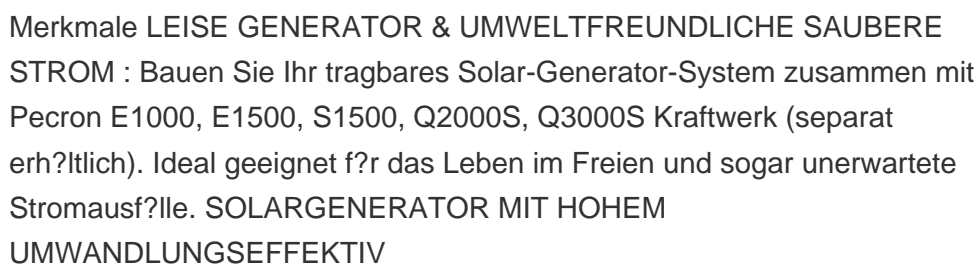 Merkmale LEISE GENERATOR & UMWELTFREUNDLICHE SAUBERE
STROM : Bauen Sie Ihr tragbares Solar-Generator-System zusammen mit
Pecron E1000, E1500, S1500, Q2000S, Q3000S Kraftwerk (separat
erh?ltlich). Ideal geeignet f?r das Leben im Freien und sogar unerwartete
Stromausf?lle. SOLARGENERATOR MIT HOHEM
UMWANDLUNGSEFFEKTIV